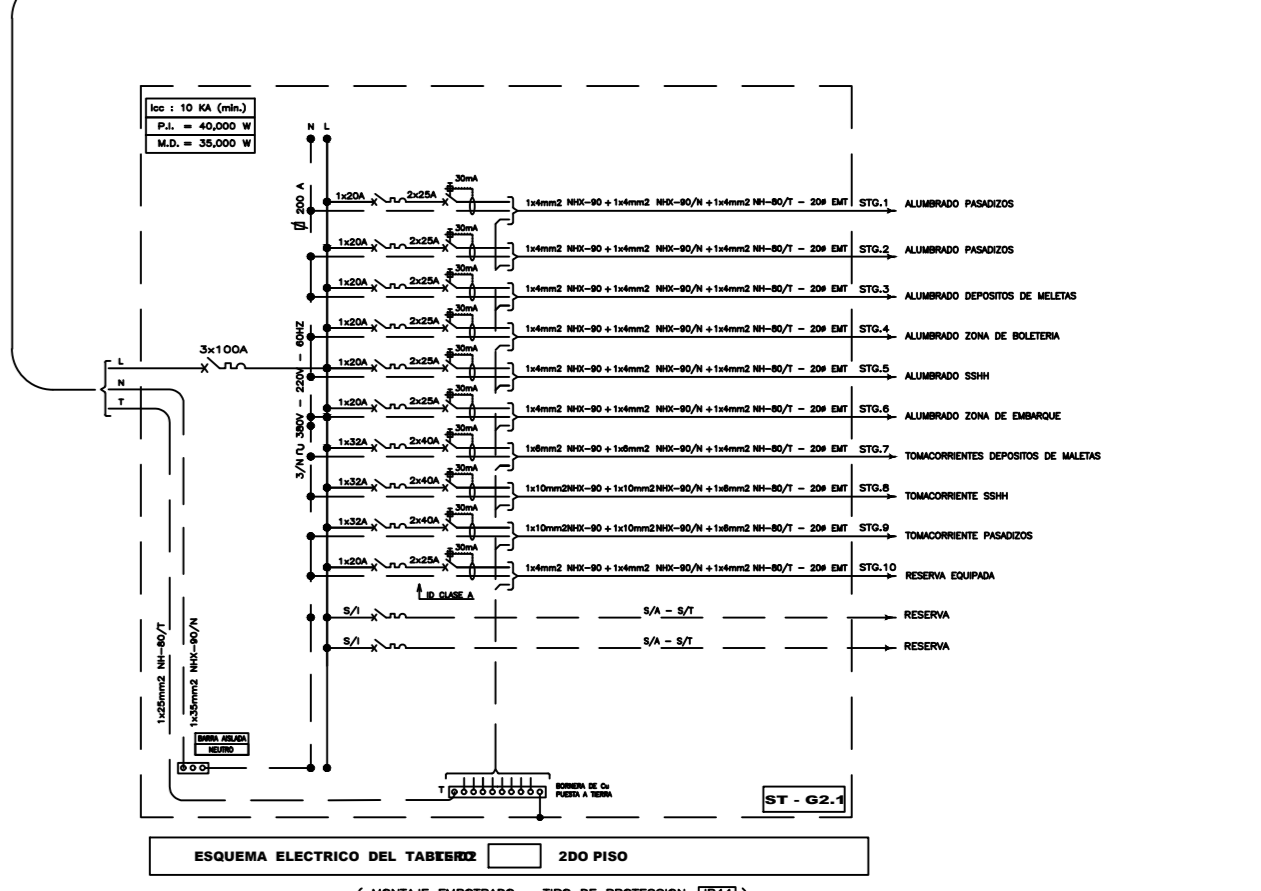 Icc : 10 KA (min.)
P.I. = 40,000 W
M.D. = 35,000 W
N L
200 A
3/N 380V - 220V - 60HZ
30mA
1x20A 2x25A 1x4mm2 NHX-90 +1x4mm2 NHX-90/N +1x4mm2 NH-80/T - 20ø EMT STG.1 ALUMBRADO PASADIZOS
30mA
1x20A 2x25A 1x4mm2 NHX-90 +1x4mm2 NHX-90/N +1x4mm2 NH-80/T - 20ø EMT STG.2 ALUMBRADO PASADIZOS
30mA
1x20A 2x25A 1x4mm2 NHX-90 +1x4mm2 NHX-90/N +1x4mm2 NH-80/T - 20ø EMT STG.3 ALUMBRADO DEPOSITOS DE MELETAS
30mA
1x20A 2x25A 1x4mm2 NHX-90 +1x4mm2 NHX-90/N +1x4mm2 NH-80/T - 20ø EMT STG.4 ALUMBRADO ZONA DE BOLETERIA
30mA
1x20A 2x25A 1x4mm2 NHX-90 +1x4mm2 NHX-90/N +1x4mm2 NH-80/T - 20ø EMT STG.5 ALUMBRADO SSHH
30mA
1x20A 2x25A 1x4mm2 NHX-90 +1x4mm2 NHX-90/N +1x4mm2 NH-80/T - 20ø EMT STG.6 ALUMBRADO ZONA DE EMBARQUE
30mA
1x32A 2x40A 1x6mm2 NHX-90 +1x6mm2 NHX-90/N +1x4mm2 NH-80/T - 20ø EMT STG.7 TOMACORRIENTES DEPOSITOS DE MALETAS
30mA
1x32A 2x40A 1x10mm2NHX-90 +1x10mm2NHX-90/N +1x6mm2 NH-80/T - 20ø EMT STG.8 TOMACORRIENTE SSHH
30mA
1x32A 2x40A 1x10mm2NHX-90 +1x10mm2NHX-90/N +1x6mm2 NH-80/T - 20ø EMT STG.9 TOMACORRIENTE PASADIZOS
30mA
1x20A 2x25A 1x4mm2 NHX-90 +1x4mm2 NHX-90/N +1x4mm2 NH-80/T - 20ø EMT STG.10 RESERVA EQUIPADA
ID CLASE A
S/I S/A - S/T RESERVA
S/I S/A - S/T RESERVA
3x100A
L
N
T
1x25mm2 NH-80/T
1x35mm2 NHX-90/N
BARRA AISLADA
NEUTRO
T
BORNERA DE Cu
PUESTA A TIERRA
ST - G2.1
ESQUEMA ELECTRICO DEL 2DO PISO
( MONTAJE EMPOTRADO - TIPO DE PROTECCION IP44 )